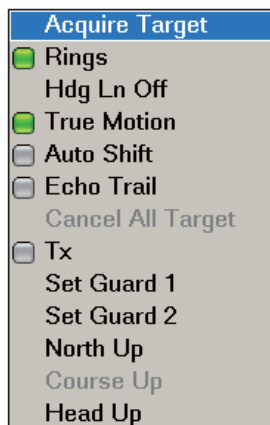 Acquire Target
Rings
Hdg Ln Off
True Motion
Auto Shift
Echo Trail
Cancel All Target
Tx
Set Guard 1
Set Guard 2
North Up
Course Up
Head Up